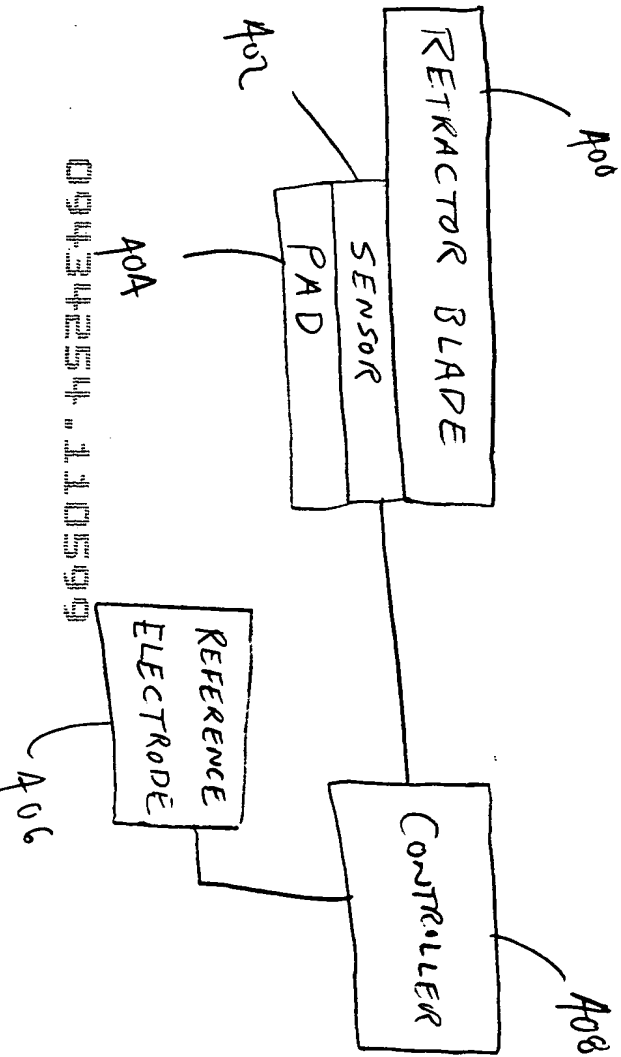 400
408
RETRACTOR BLADE
CONTROLLER
402
SENSOR
PAD
REFERENCE
ELECTRODE
404
406
09434254.110599